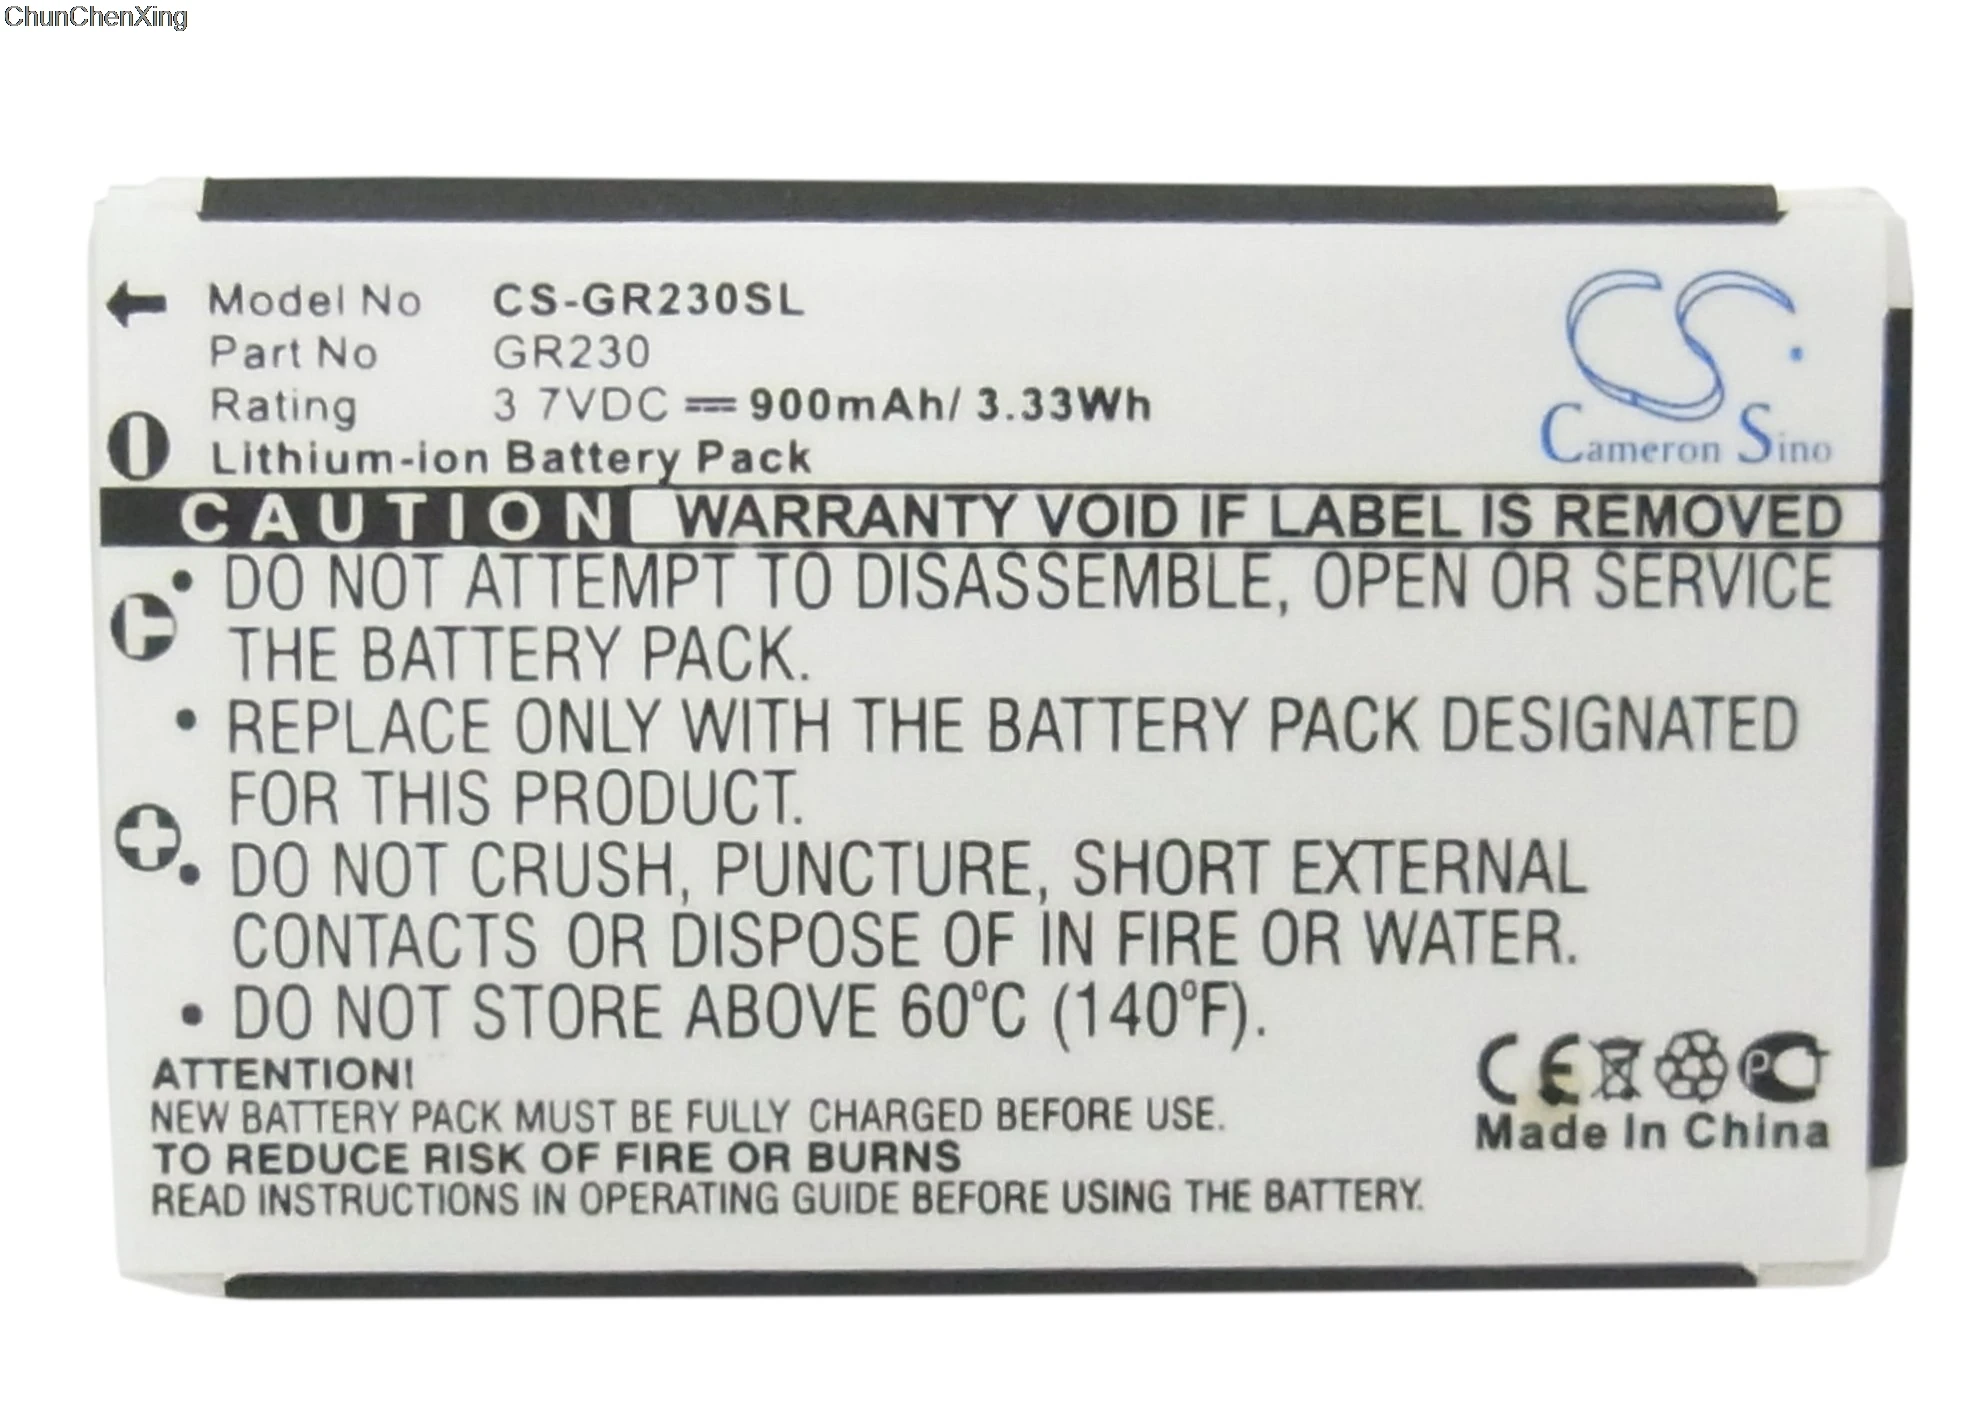 ChunChenXing
Model No CS-GR230SL
Part No GR230
Rating 3 7VDC 900mAh/ 3.33Wh
Lithium-ion Battery Pack
CS
Cameron Sino
CAUTION WARRANTY VOID IF LABEL IS REMOVED
• DO NOT ATTEMPT TO DISASSEMBLE, OPEN OR SERVICE
THE BATTERY PACK.
• REPLACE ONLY WITH THE BATTERY PACK DESIGNATED
FOR THIS PRODUCT.
• DO NOT CRUSH, PUNCTURE, SHORT EXTERNAL
CONTACTS OR DISPOSE OF IN FIRE OR WATER.
• DO NOT STORE ABOVE 60°C (140°F).
ATTENTION!
NEW BATTERY PACK MUST BE FULLY CHARGED BEFORE USE.
TO REDUCE RISK OF FIRE OR BURNS
READ INSTRUCTIONS IN OPERATING GUIDE BEFORE USING THE BATTERY.
CE PC
Made In China